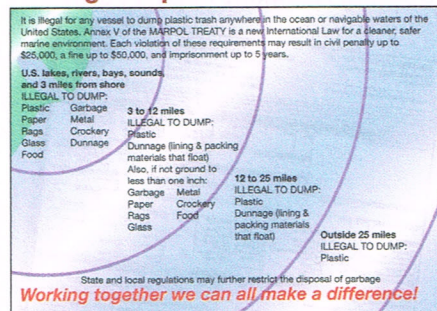 It is illegal for any vessel to dump plastic trash anywhere in the ocean or navigable waters of the
United States. Annex V of the MARPOL TREATY is a new International Law for a cleaner, safer
marine environment. Each violation of these requirements may result in civil penalty up to
$25,000, a fine up to $50,000, and imprisonment up to 5 years.
U.S. lakes, rivers, bays, sounds,
and 3 miles from shore
ILLEGAL TO DUMP:
Plastic Garbage
Paper Metal
Rags Crockery
Glass Dunnage
Food
3 to 12 miles
ILLEGAL TO DUMP:
Plastic
Dunnage (lining & packing
materials that float)
Also, if not ground to
less than one inch:
Garbage Metal
Paper Crockery
Rags Food
Glass
12 to 25 miles
ILLEGAL TO DUMP:
Plastic
Dunnage (lining &
packing materials
that float)
Outside 25 miles
ILLEGAL TO DUMP:
Plastic
State and local regulations may further restrict the disposal of garbage
Working together we can all make a difference!